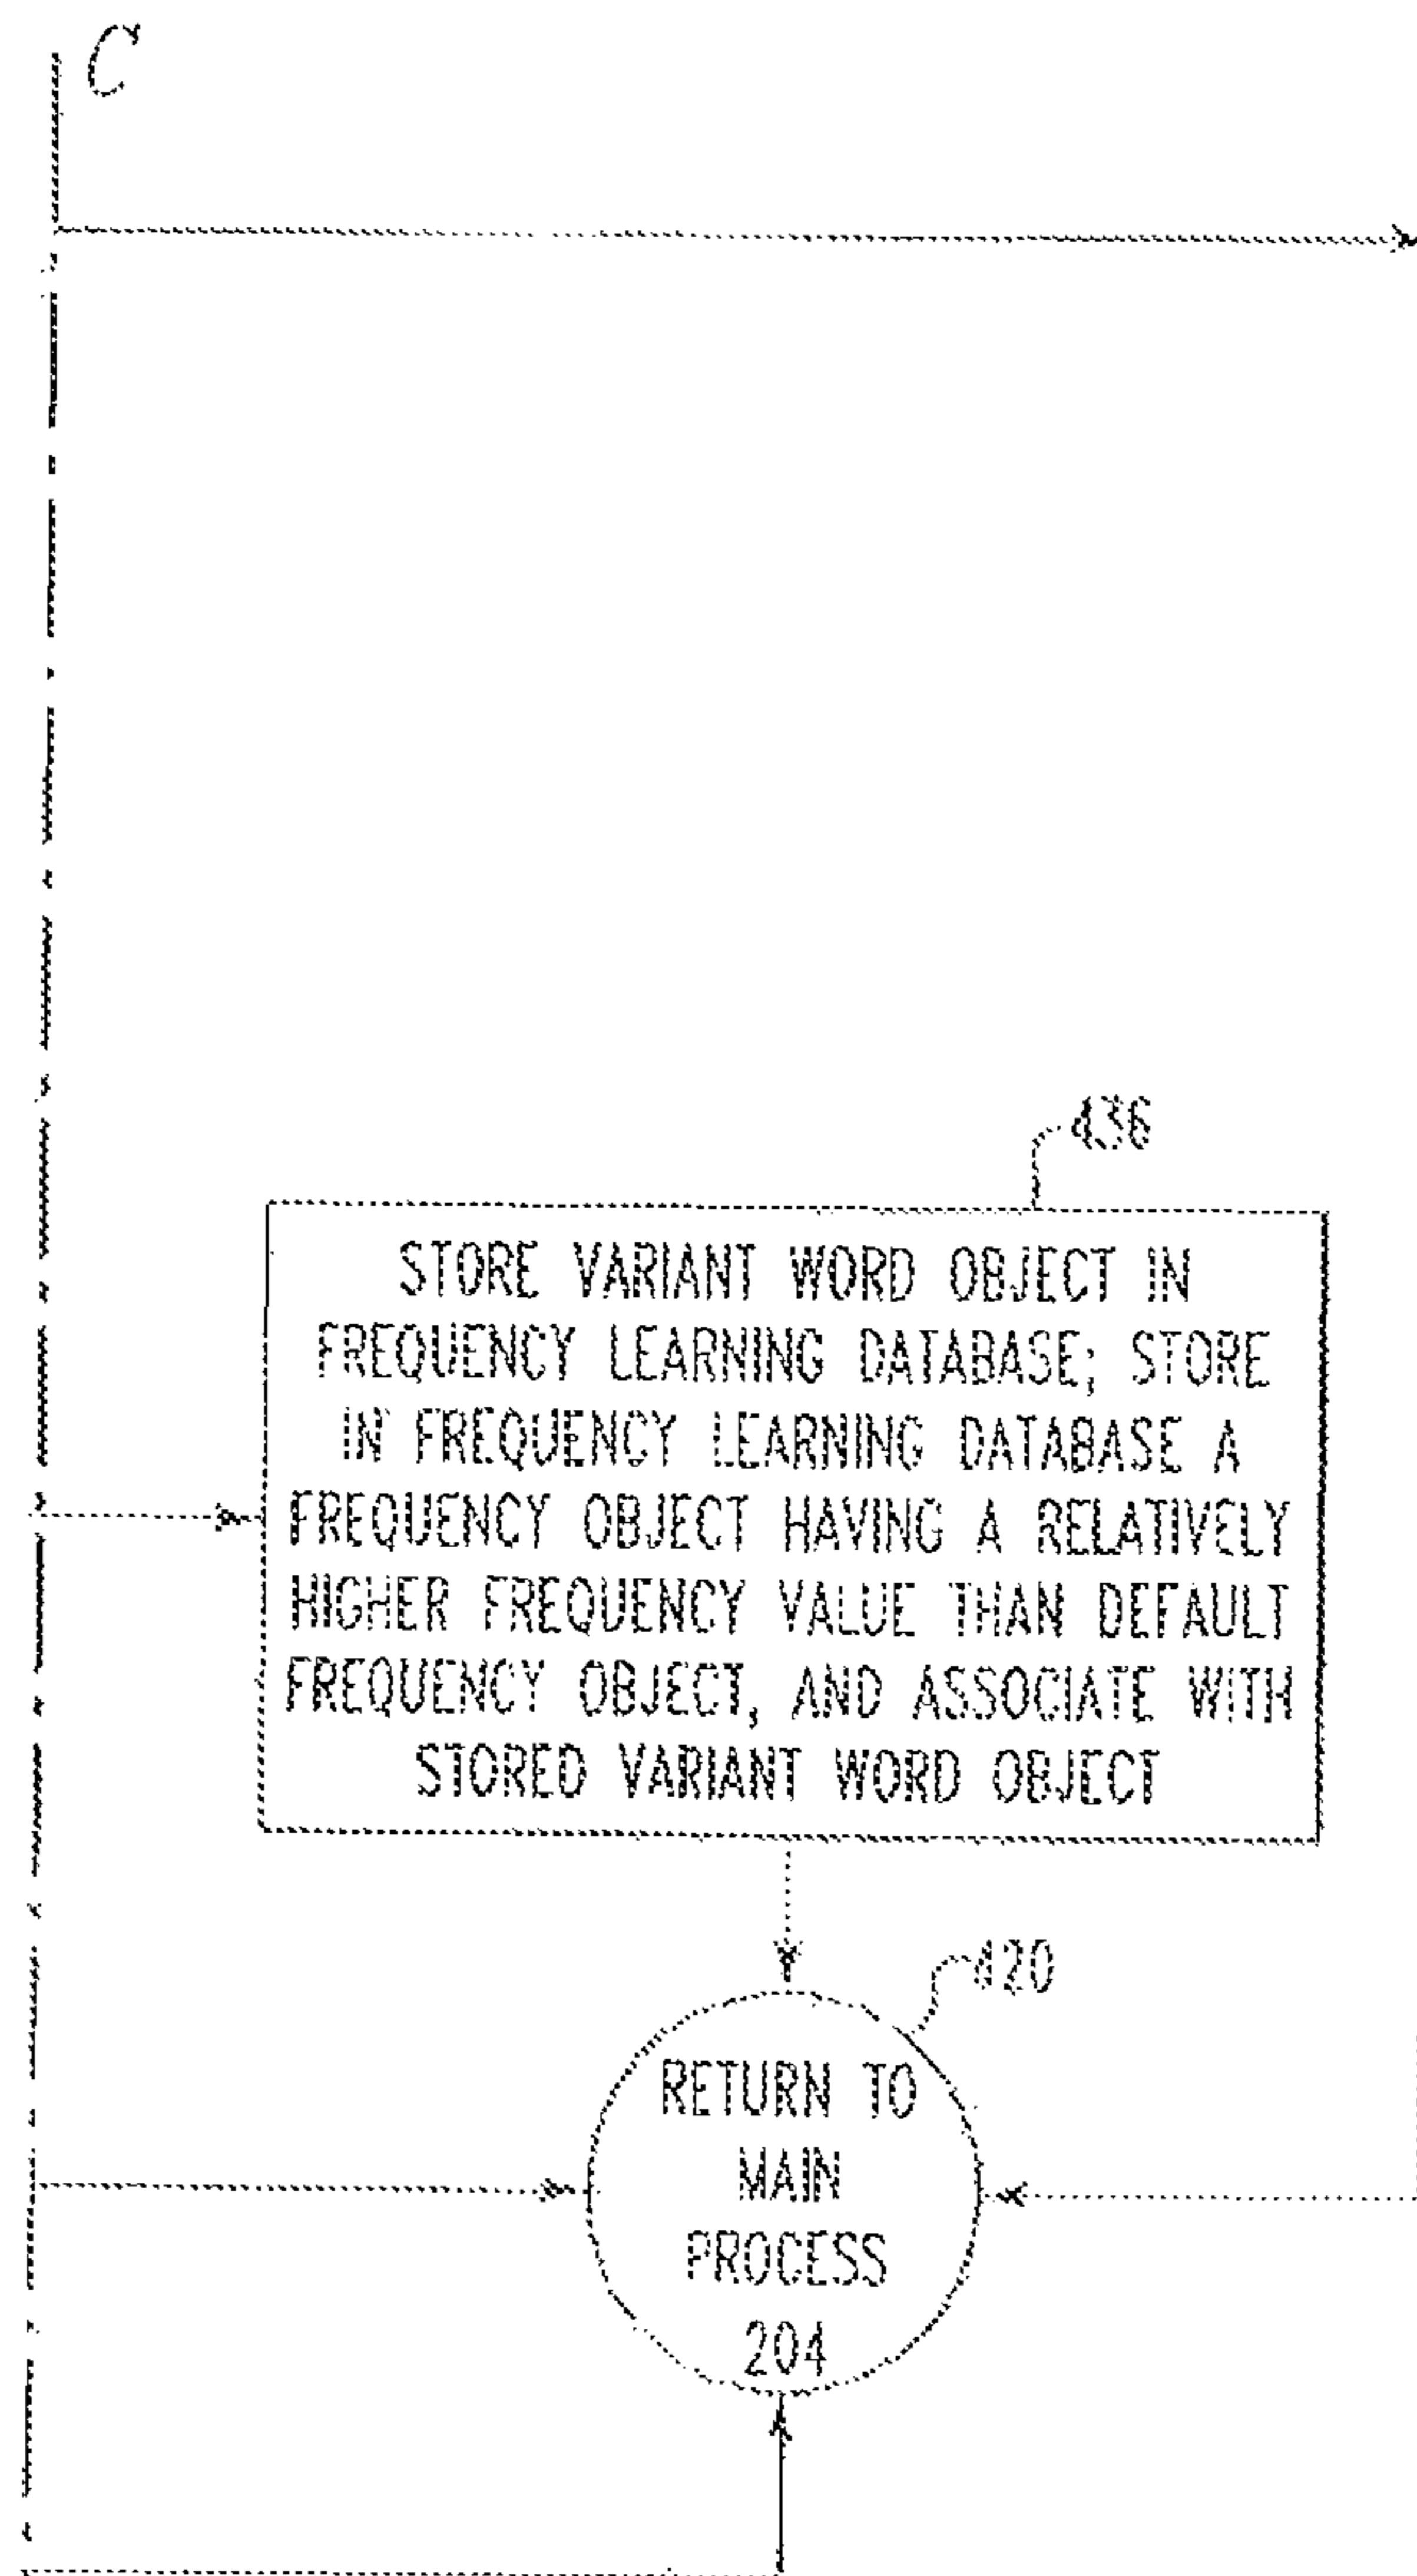 C
436
STORE VARIANT WORD OBJECT IN
FREQUENCY LEARNING DATABASE; STORE
IN FREQUENCY LEARNING DATABASE A
FREQUENCY OBJECT HAVING A RELATIVELY
HIGHER FREQUENCY VALUE THAN DEFAULT
FREQUENCY OBJECT, AND ASSOCIATE WITH
STORED VARIANT WORD OBJECT
420
RETURN TO
MAIN
PROCESS
204